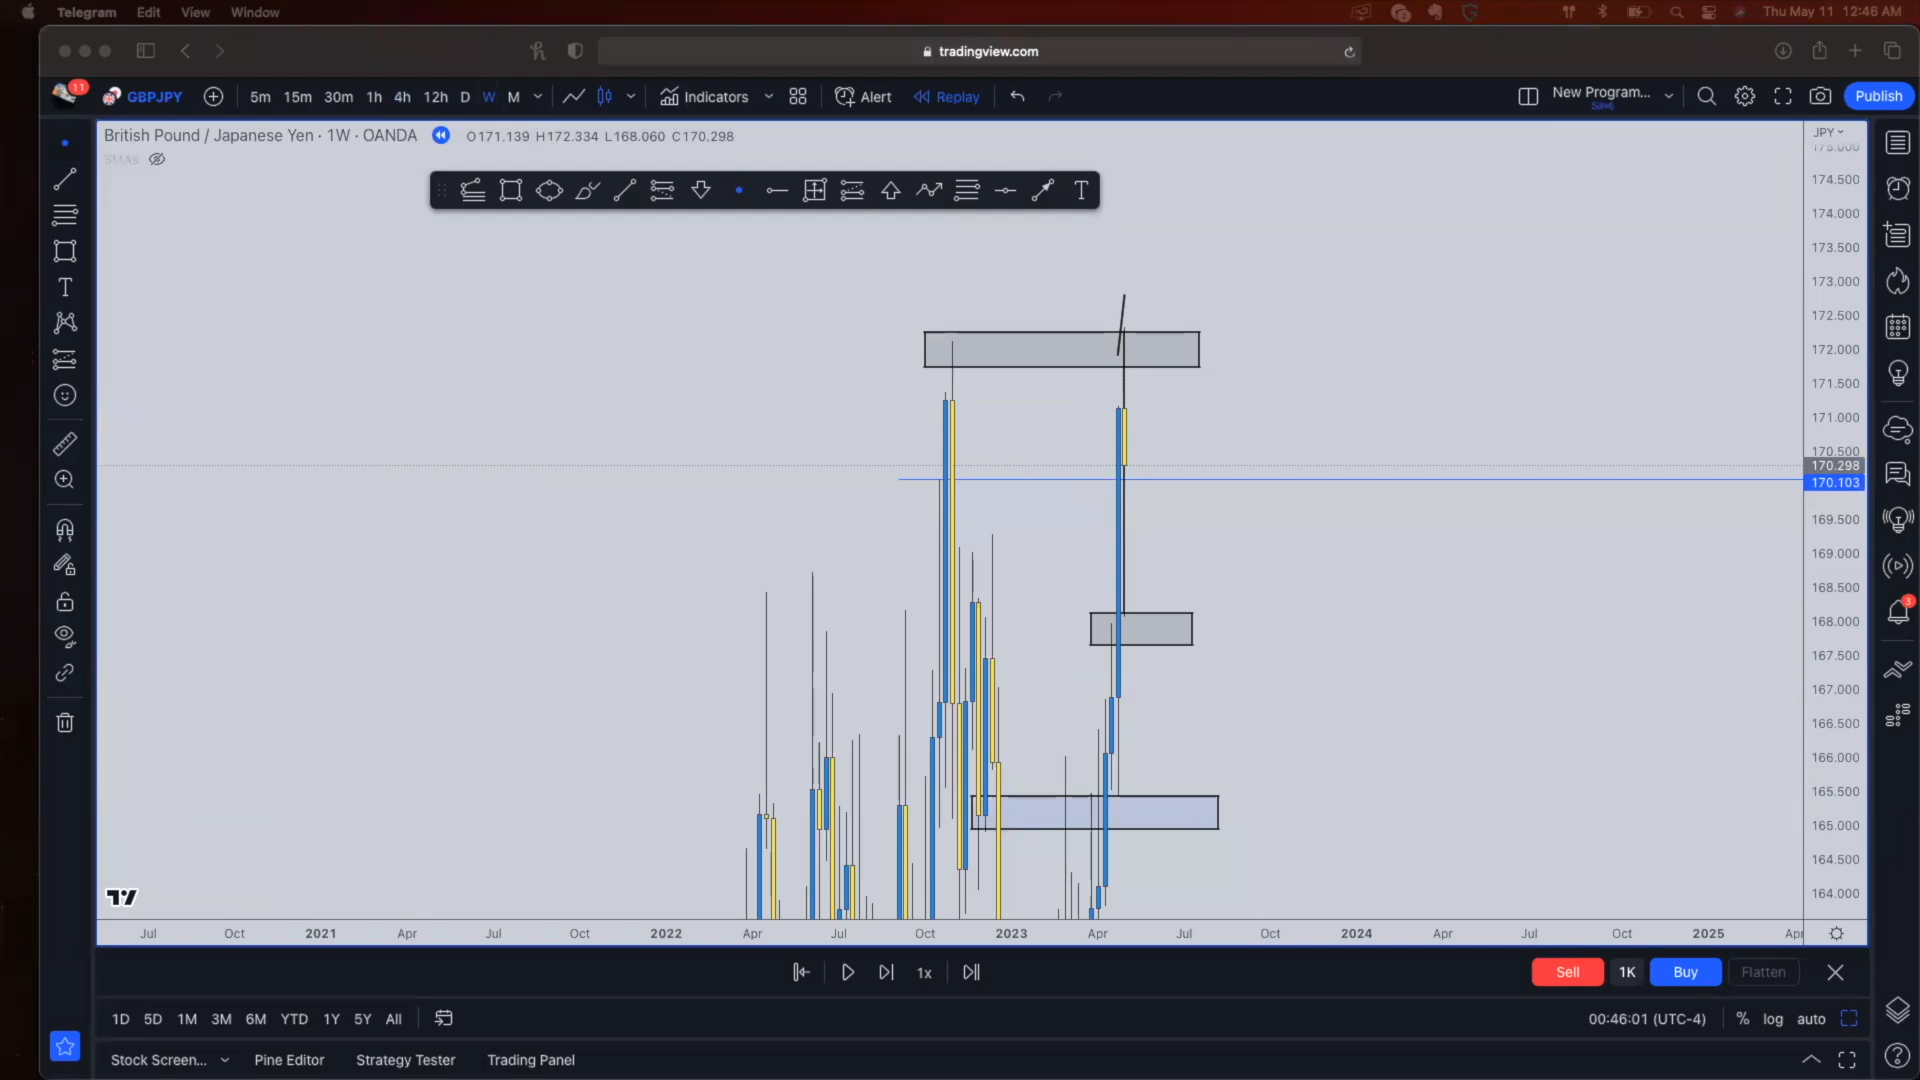 Telegram Edit View Window Thu May 11 12:46 AM
tradingview.com
11 GBPJPY 5m 15m 30m 1h 4h 12h D W M Indicators Alert Replay New Program... Save Publish
British Pound / Japanese Yen · 1W · OANDA O171.139 H172.334 L168.060 C170.298
SMAs
JPY
175.000
174.500
174.000
173.500
173.000
172.500
172.000
171.500
171.000
170.500
170.298
170.103
169.500
169.000
168.500
168.000
167.500
167.000
166.500
166.000
165.500
165.000
164.500
164.000
3
Jul Oct 2021 Apr Jul Oct 2022 Apr Jul Oct 2023 Apr Jul Oct 2024 Apr Jul Oct 2025 Apr
1x Sell 1K Buy Flatten
1D 5D 1M 3M 6M YTD 1Y 5Y All 00:46:01 (UTC-4) % log auto
Stock Screen... Pine Editor Strategy Tester Trading Panel